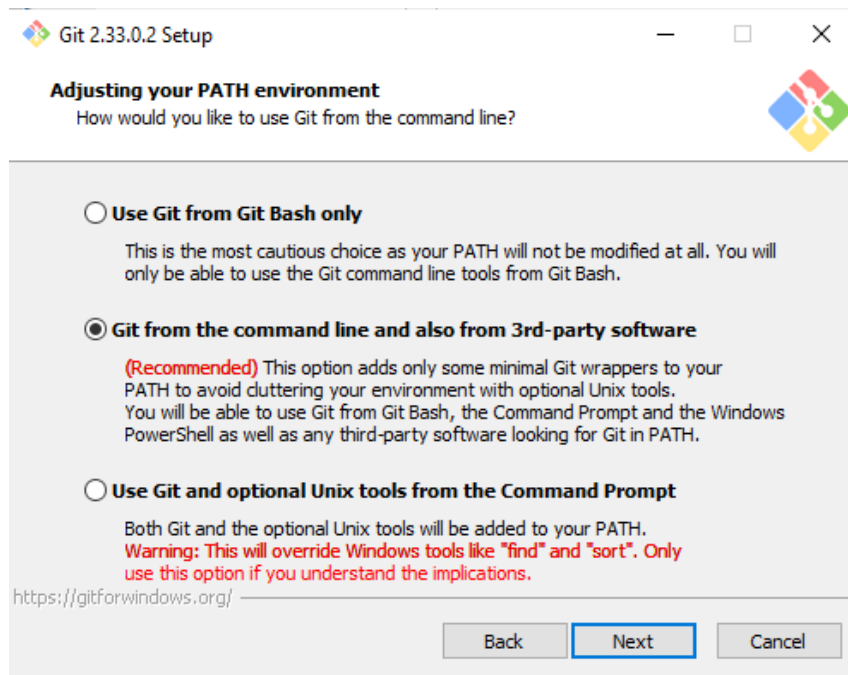 Git 2.33.0.2 Setup
Adjusting your PATH environment
How would you like to use Git from the command line?
Use Git from Git Bash only
This is the most cautious choice as your PATH will not be modified at all. You will
only be able to use the Git command line tools from Git Bash.
Git from the command line and also from 3rd-party software
(Recommended) This option adds only some minimal Git wrappers to your
PATH to avoid cluttering your environment with optional Unix tools.
You will be able to use Git from Git Bash, the Command Prompt and the Windows
PowerShell as well as any third-party software looking for Git in PATH.
Use Git and optional Unix tools from the Command Prompt
Both Git and the optional Unix tools will be added to your PATH.
Warning: This will override Windows tools like "find" and "sort". Only
use this option if you understand the implications.
https://gitforwindows.org/
Back Next Cancel